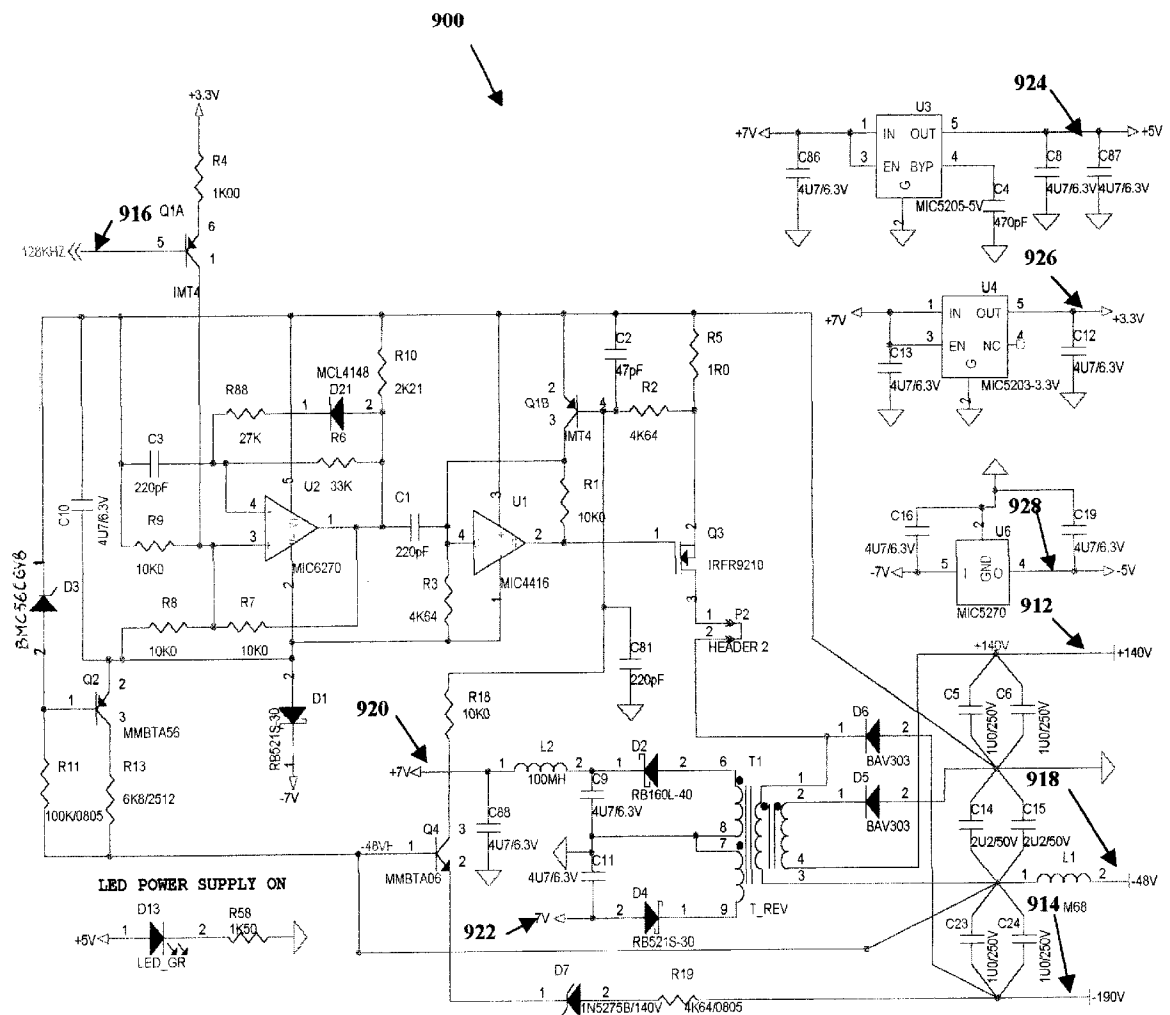 900
+3.3V
R4
1K00
Q1A
916
6
5
128KHZ
1
IMT4
924
U3
+7V
1
IN
OUT
5
+5V
3
EN
BYP
4
G
2
C86
4U7/6.3V
C8
4U7/6.3V
C87
4U7/6.3V
C4
470pF
MIC5205-5V
926
U4
+7V
1
IN
OUT
5
+3.3V
3
EN
NC
4
G
2
C13
4U7/6.3V
C12
4U7/6.3V
MIC5203-3.3V
R10
2K21
MCL4148
D21
R88
1
2
27K
R6
33K
C3
220pF
C10
4U7/6.3V
U2
5
4
3
1
2
MIC6270
R9
10K0
R8
10K0
R7
10K0
C1
220pF
U1
3
4
2
1
MIC4416
R3
4K64
R1
10K0
Q1B
2
3
4
IMT4
C2
47pF
R2
4K64
R5
1R0
Q3
1
2
3
IRFR9210
1
2
P2
HEADER 2
C16
4U7/6.3V
928
C19
4U7/6.3V
U6
2
-7V
5
I
GND
O
4
-5V
MIC5270
1
D3
2
BMC56CGVB
Q2
1
2
3
MMBTA56
R11
100K/0805
R13
6K8/2512
D1
2
1
RB521S-30
-7V
R18
10K0
C81
220pF
920
+7V
L2
1
2
100MH
C88
4U7/6.3V
C9
4U7/6.3V
C11
4U7/6.3V
D2
1
2
RB160L-40
T1
6
8
7
9
1
2
4
3
T_REV
D6
1
2
BAV303
D5
1
2
BAV303
912
+140V
+140V
C5
1U0/250V
C6
1U0/250V
C14
2U2/50V
C15
2U2/50V
918
L1
1
2
-48V
914
M68
C23
1U0/250V
C24
1U0/250V
-190V
Q4
-48VF
1
3
2
MMBTA06
922
7V
D4
2
1
RB521S-30
LED POWER SUPPLY ON
D13
+5V
1
2
LED_GR
R58
1K50
D7
1
2
1N5275B/140V
R19
4K64/0805